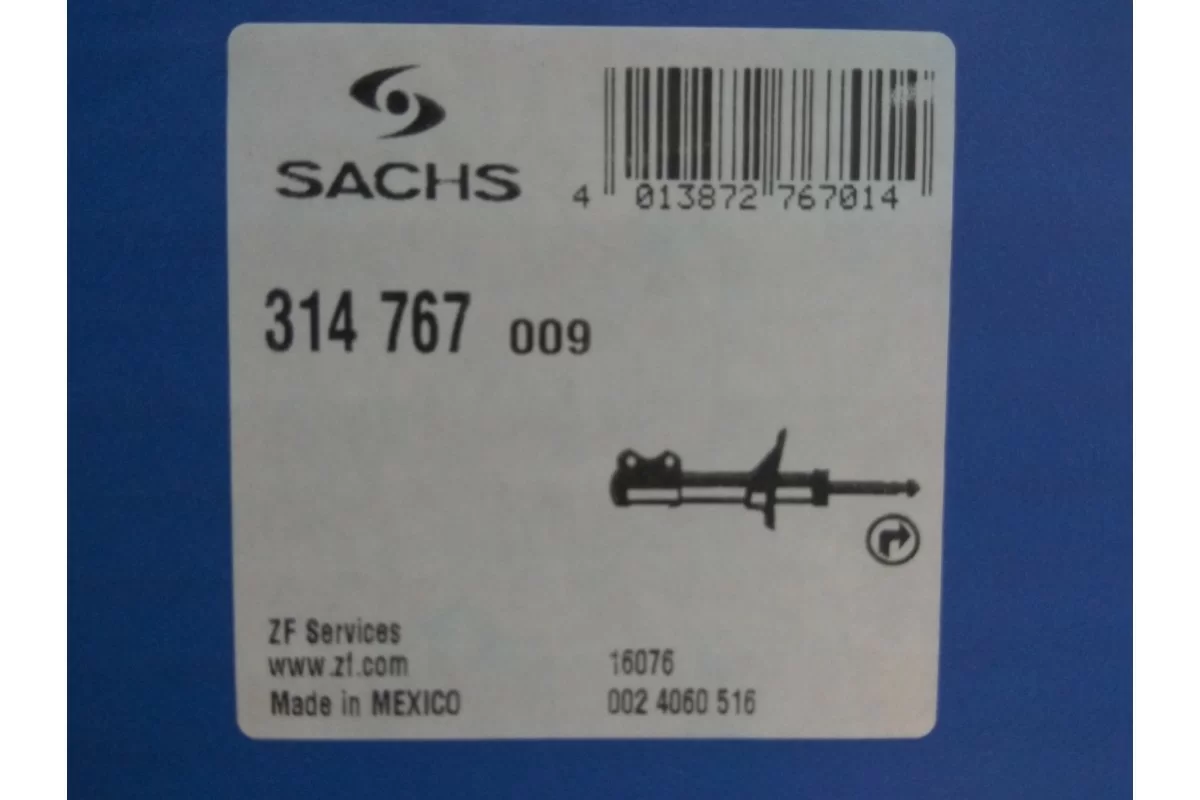 SACHS
4 013872 767014
314 767 009
ZF Services
www.zf.com
Made in MEXICO
16076
002 4060 516